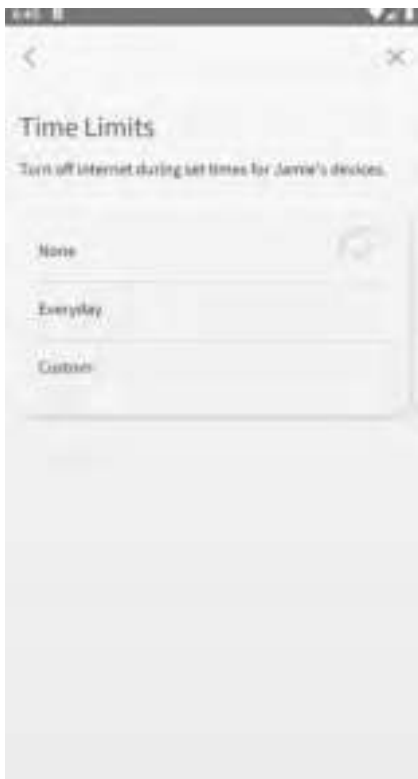 Time Limits
Turn off internet during set times for Jamie's devices.
None
Everyday
Custom